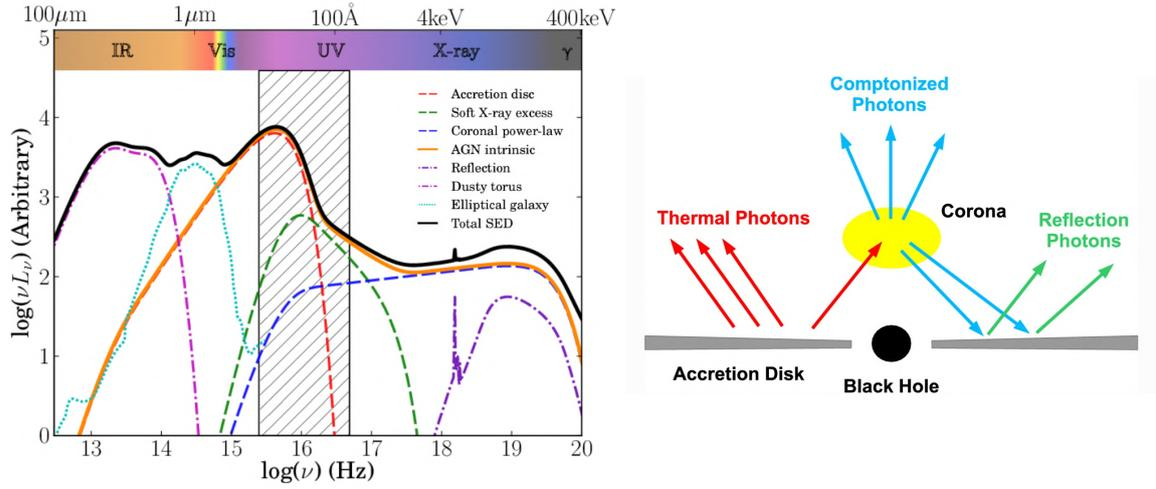 100μm 1μm 100Å 4keV 400keV
IR Vis UV X-ray γ
5
4
3
2
1
0
log(νLν) (Arbitrary)
Accretion disc
Soft X-ray excess
Coronal power-law
AGN intrinsic
Reflection
Dusty torus
Elliptical galaxy
Total SED
13 14 15 16 17 18 19 20
log(ν) (Hz)
Comptonized
Photons
Corona
Thermal Photons
Reflection
Photons
Accretion Disk
Black Hole